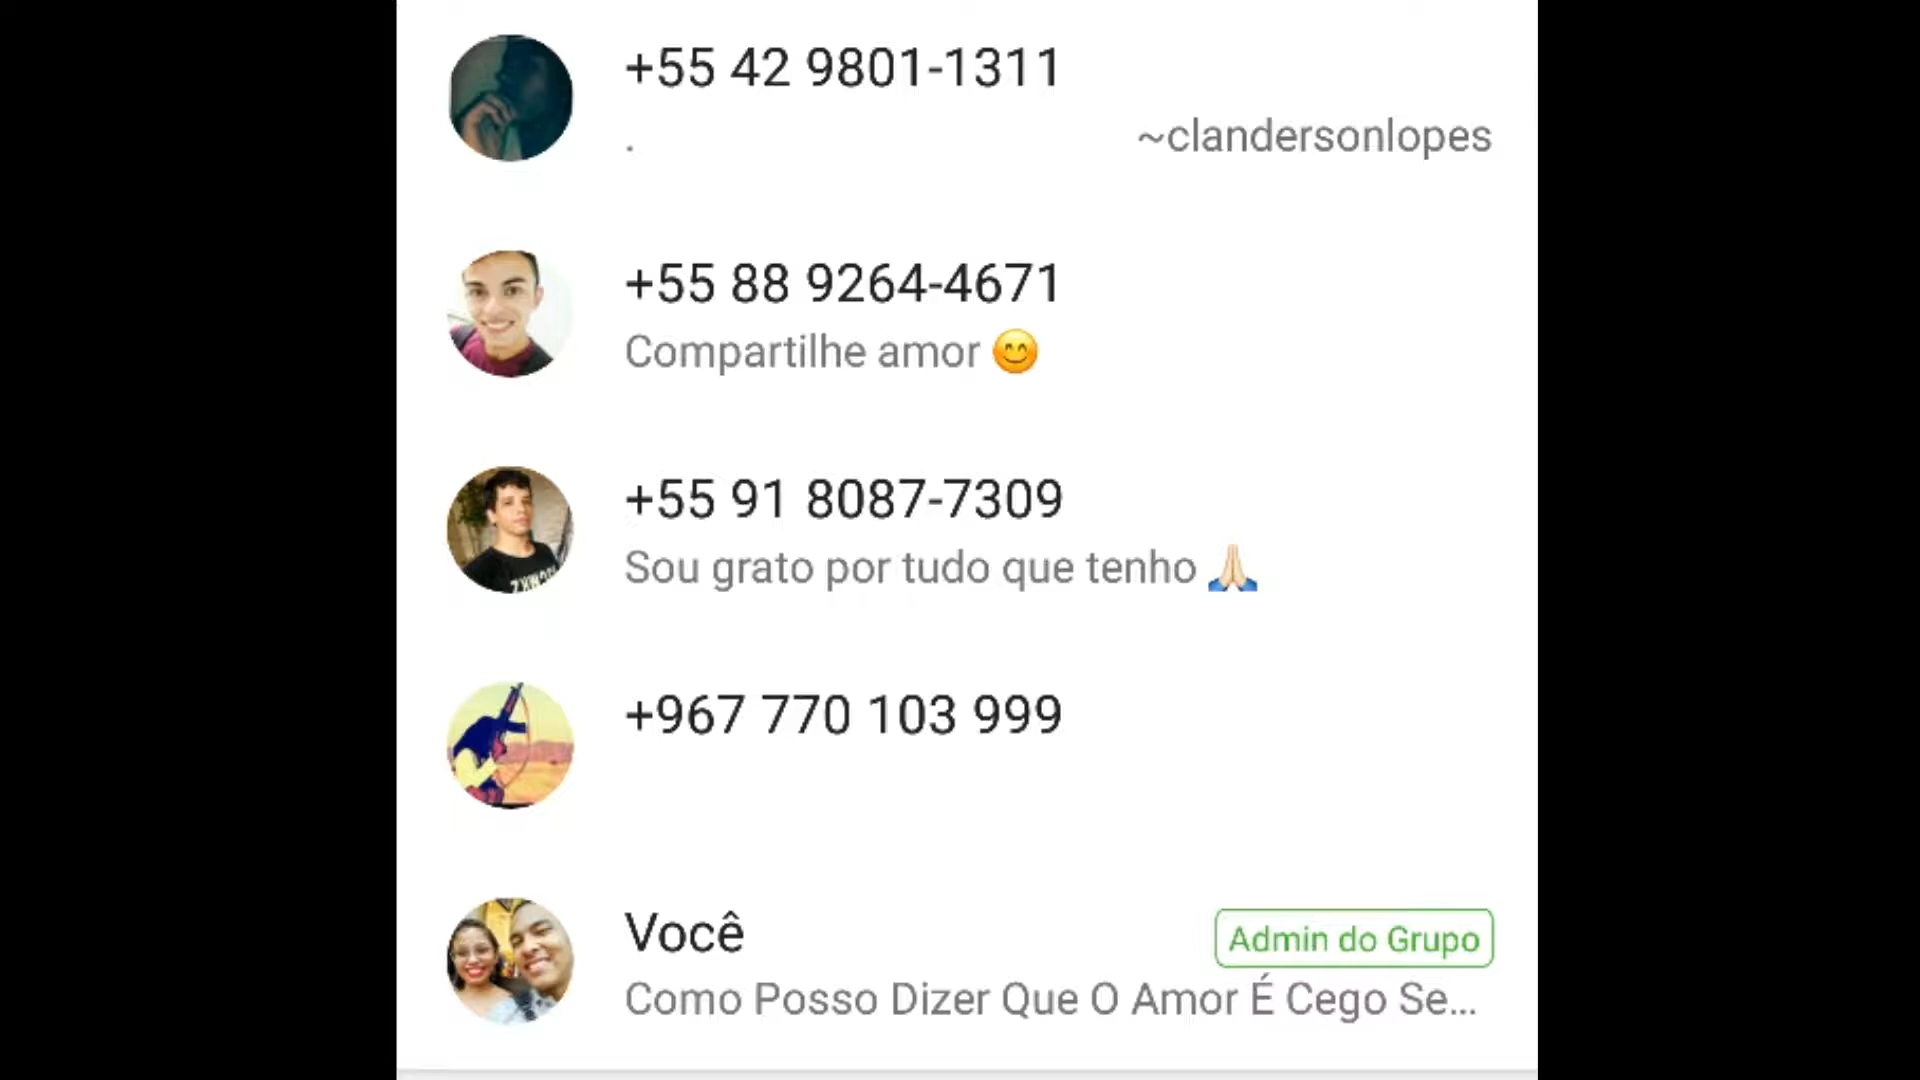 +55 42 9801-1311
. ~clandersonlopes
+55 88 9264-4671
Compartilhe amor 😊
+55 91 8087-7309
Sou grato por tudo que tenho 🙏🏻
+967 770 103 999
Você Admin do Grupo
Como Posso Dizer Que O Amor É Cego Se...